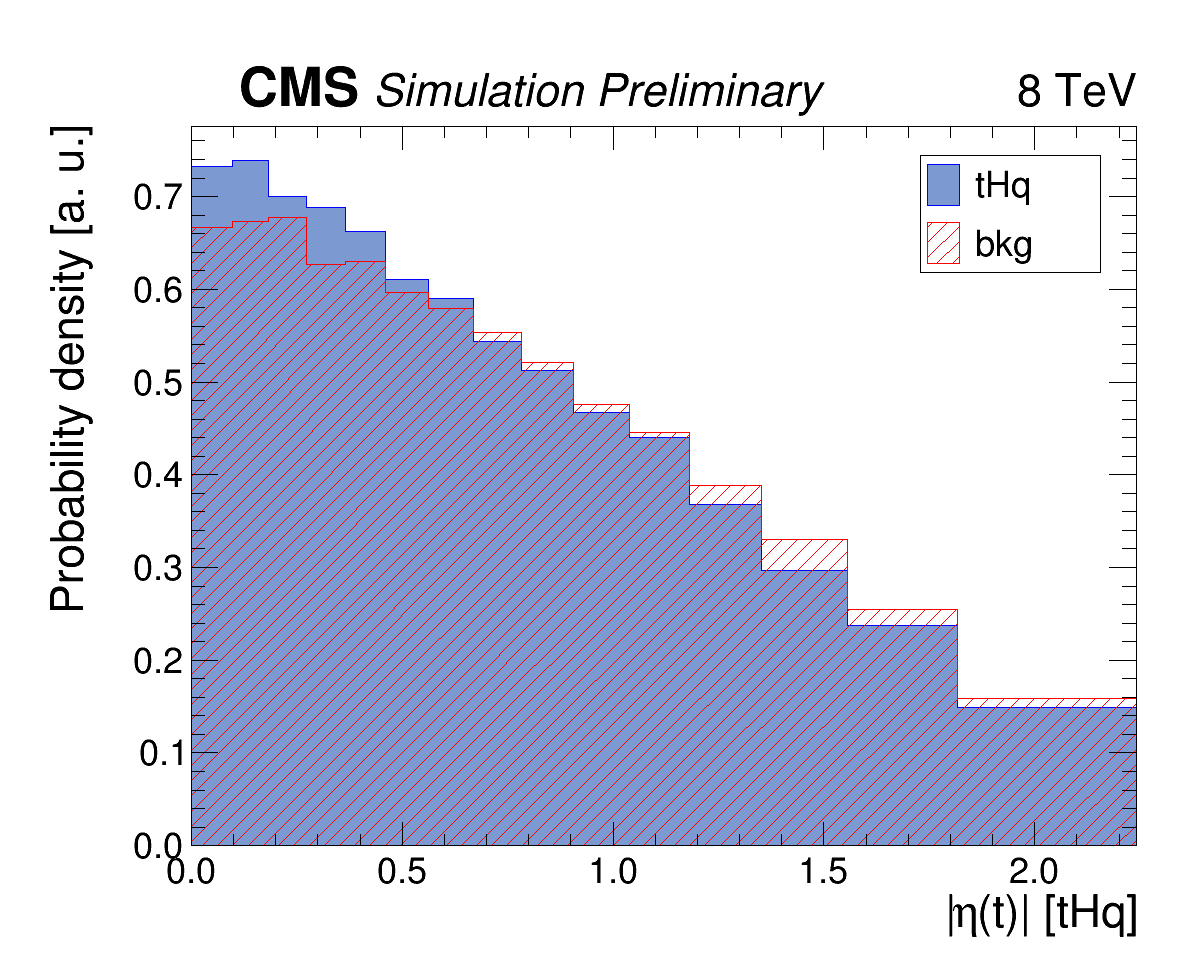 CMS Simulation Preliminary 8 TeV
Probability density [a. u.]
tHq
bkg
0.7
0.6
0.5
0.4
0.3
0.2
0.1
0.0
0.0 0.5 1.0 1.5 2.0
|η(t)| [tHq]